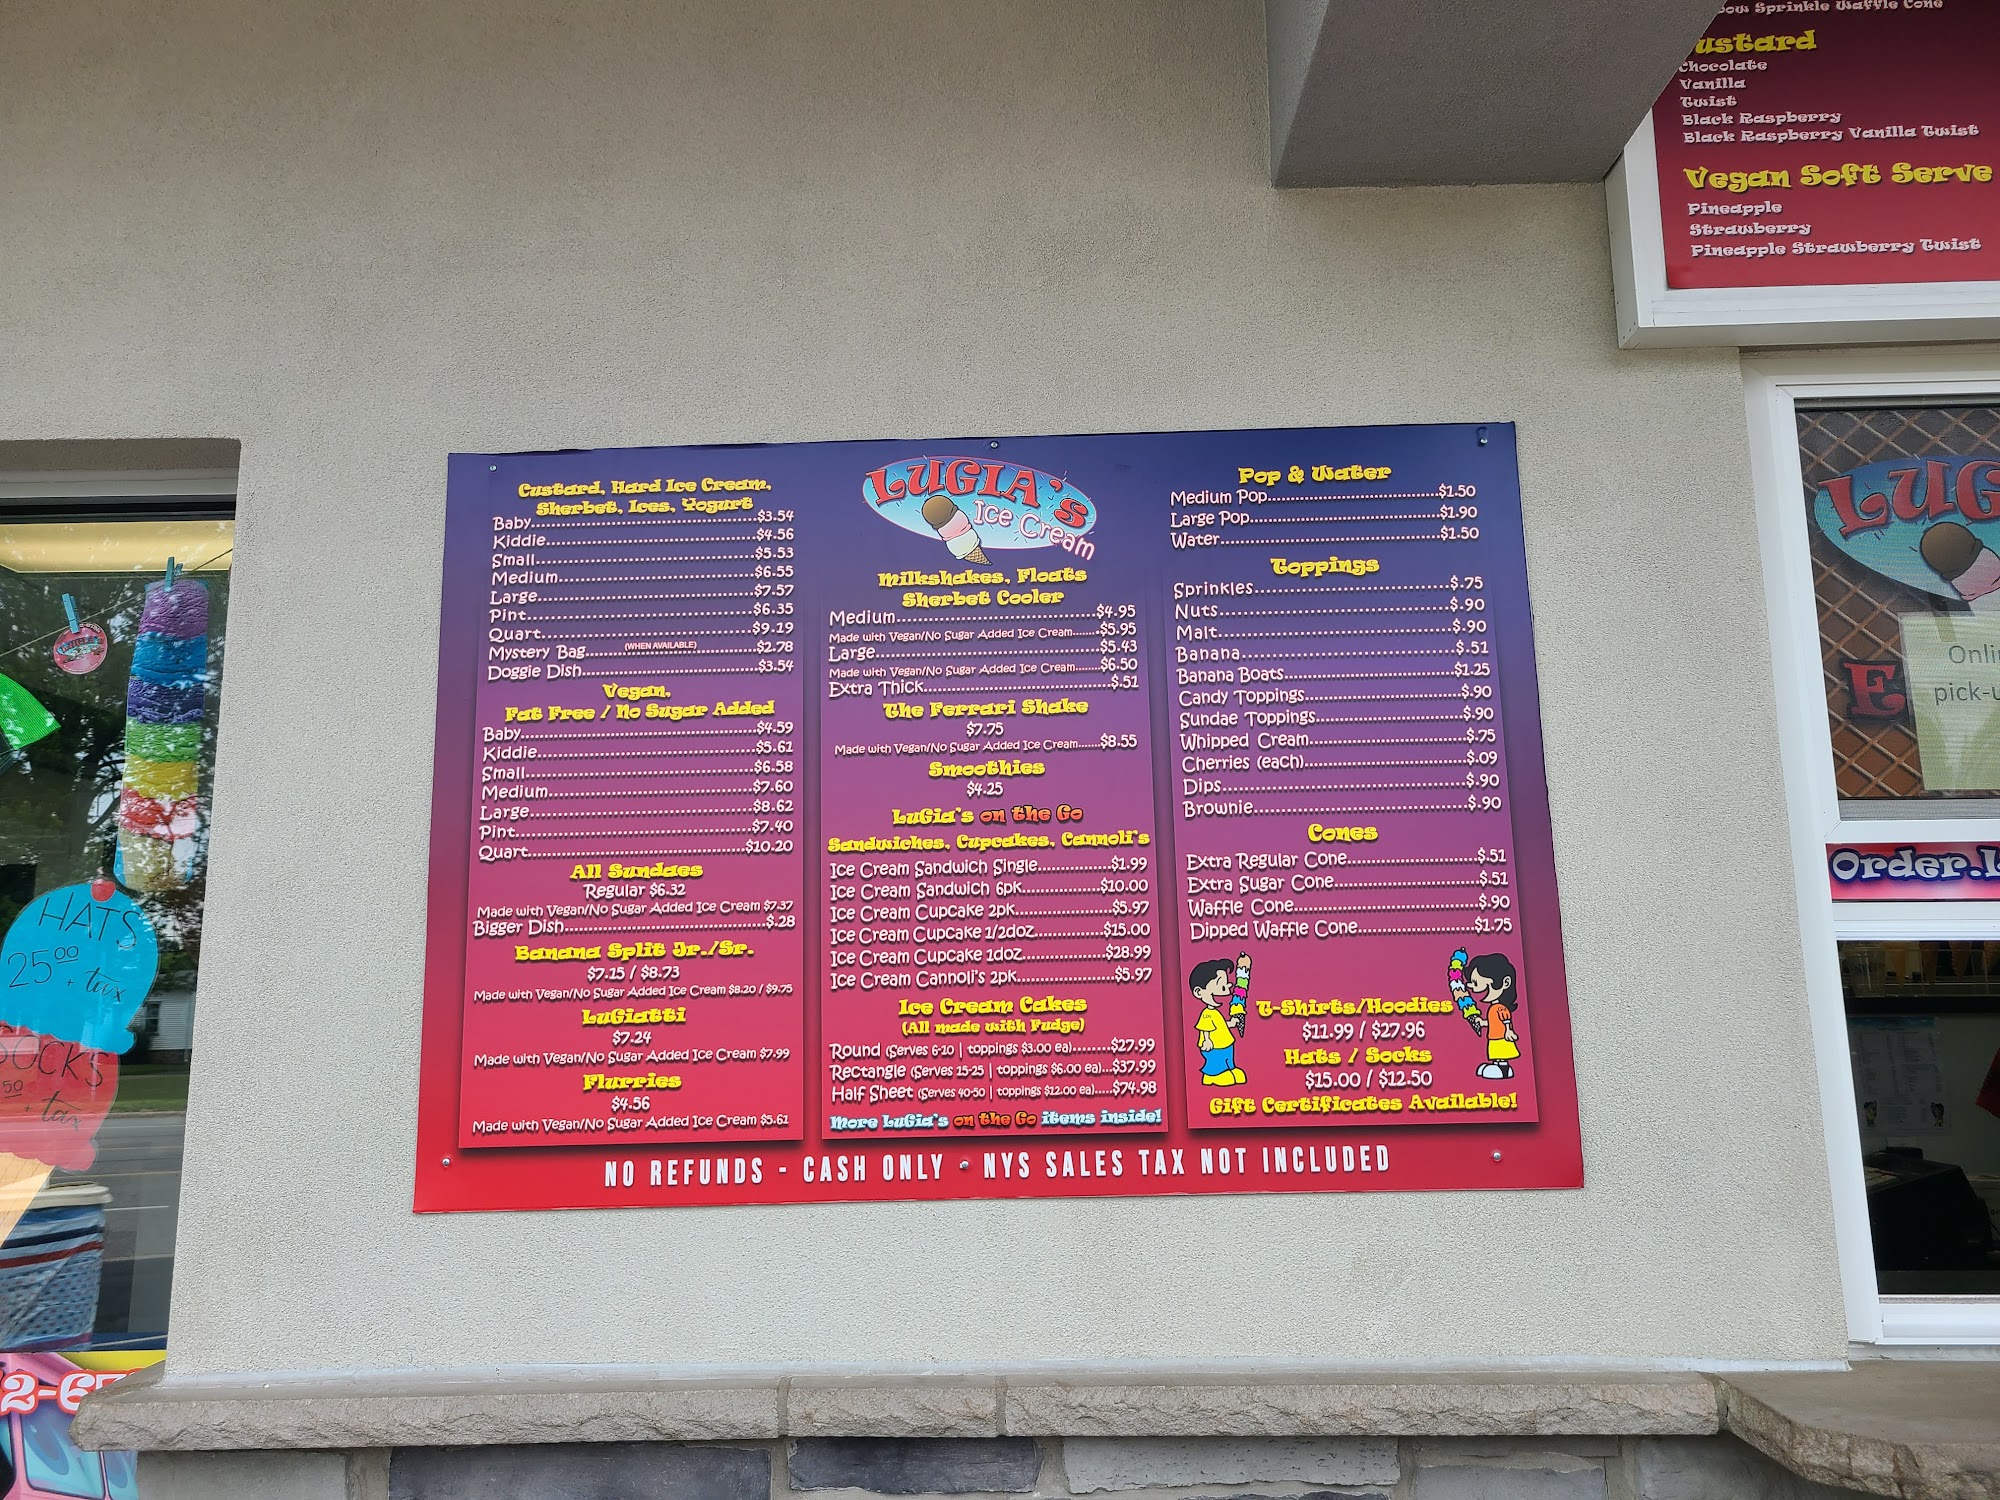 Custard, Hard Ice Cream,
Sherbet, Ices, Yogurt
Baby...$3.54
Kiddie...$4.56
Small...$5.53
Medium...$6.55
Large...$7.57
Pint...$6.35
Quart...$9.19
Mystery Bag...(WHEN AVAILABLE)...$2.78
Doggie Dish...$3.54
Vegan,
Fat Free / No Sugar Added
Baby...$4.59
Kiddie...$5.61
Small...$6.58
Medium...$7.60
Large...$8.62
Pint...$7.40
Quart...$10.20
All Sundaes
Regular $6.32
Made with Vegan/No Sugar Added Ice Cream $7.37
Bigger Dish...$.28
Banana Split Jr./Sr.
$7.15 / $8.73
Made with Vegan/No Sugar Added Ice Cream $8.20 / $9.75
LuGiatti
$7.24
Made with Vegan/No Sugar Added Ice Cream $7.99
Flurries
$4.56
Made with Vegan/No Sugar Added Ice Cream $5.61
LUGIA'S
Ice Cream
Milkshakes, Floats
Sherbet Cooler
Medium...$4.95
Made with Vegan/No Sugar Added Ice Cream...$5.95
Large...$5.43
Made with Vegan/No Sugar Added Ice Cream...$6.50
Extra Thick...$.51
The Ferrari Shake
$7.75
Made with Vegan/No Sugar Added Ice Cream...$8.55
Smoothies
$4.25
LuGia's on the Go
Sandwiches, Cupcakes, Cannoli's
Ice Cream Sandwich Single...$1.99
Ice Cream Sandwich 6pk...$10.00
Ice Cream Cupcake 2pk...$5.97
Ice Cream Cupcake 1/2doz...$15.00
Ice Cream Cupcake 1doz...$28.99
Ice Cream Cannoli's 2pk...$5.97
Ice Cream Cakes
(All made with Fudge)
Round (Serves 6-10 | toppings $3.00 ea)...$27.99
Rectangle (Serves 15-25 | toppings $6.00 ea)...$37.99
Half Sheet (Serves 40-50 | toppings $12.00 ea)...$74.98
More LuGia's on the Go items inside!
Pop & Water
Medium Pop...$1.50
Large Pop...$1.90
Water...$1.50
Toppings
Sprinkles...$.75
Nuts...$.90
Malt...$.90
Banana...$.51
Banana Boats...$1.25
Candy Toppings...$.90
Sundae Toppings...$.90
Whipped Cream...$.75
Cherries (each)...$.09
Dips...$.90
Brownie...$.90
Cones
Extra Regular Cone...$.51
Extra Sugar Cone...$.51
Waffle Cone...$.90
Dipped Waffle Cone...$1.75
T-Shirts/Hoodies
$11.99 / $27.96
Hats / Socks
$15.00 / $12.50
Gift Certificates Available!
NO REFUNDS - CASH ONLY • NYS SALES TAX NOT INCLUDED
Sprinkle Waffle Cone
Custard
Chocolate
Vanilla
Twist
Black Raspberry
Black Raspberry Vanilla Twist
Vegan Soft Serve
Pineapple
Strawberry
Pineapple Strawberry Twist
LUG
Onli
pick-u
E
Order.L
HATS
25.00
+ tax
OCKS
50
+ tax
2-6